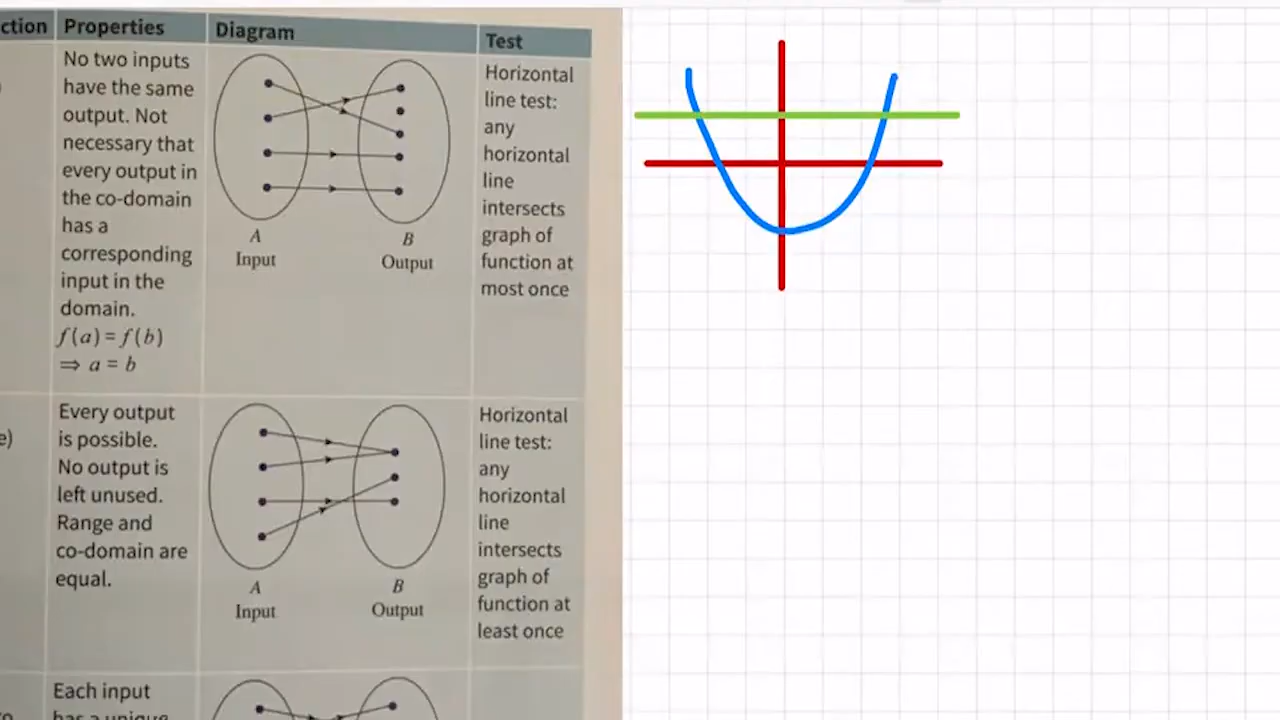 ction Properties Diagram Test
No two inputs
have the same
output. Not
necessary that
every output in
the co-domain
has a
corresponding
input in the
domain.
f(a) = f(b)
⇒ a = b
A
Input
B
Output
Horizontal
line test:
any
horizontal
line
intersects
graph of
function at
most once
e)
Every output
is possible.
No output is
left unused.
Range and
co-domain are
equal.
A
Input
B
Output
Horizontal
line test:
any
horizontal
line
intersects
graph of
function at
least once
Each input
has a unique